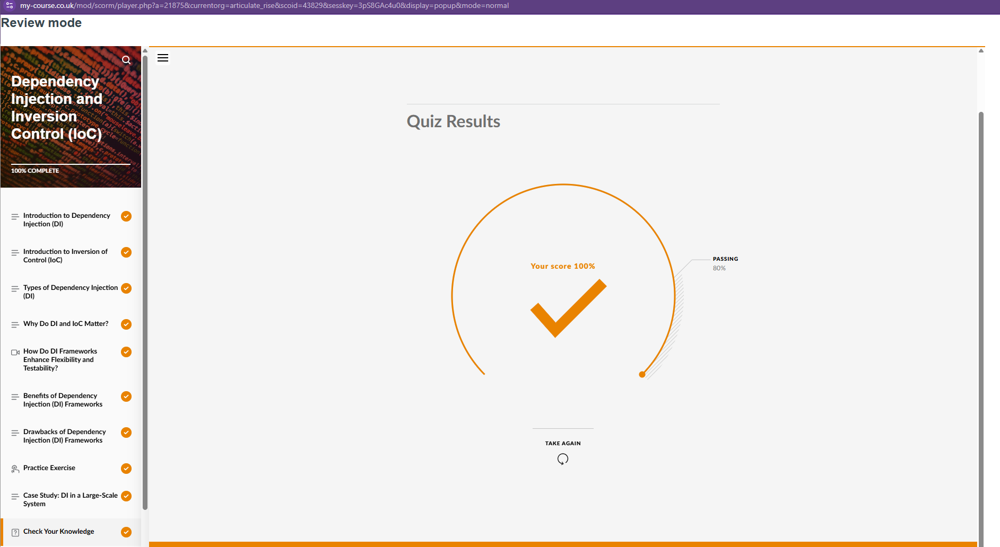 my-course.co.uk/mod/scorm/player.php?a=21875&currentorg=articulate_rise&scoid=43829&sesskey=3pS8GAc4u0&display=popup&mode=normal
Review mode
Dependency
Injection and
Inversion
Control (IoC)
100% COMPLETE
Introduction to Dependency
Injection (DI)
Introduction to Inversion of
Control (IoC)
Types of Dependency Injection
(DI)
Why Do DI and IoC Matter?
How Do DI Frameworks
Enhance Flexibility and
Testability?
Benefits of Dependency
Injection (DI) Frameworks
Drawbacks of Dependency
Injection (DI) Frameworks
Practice Exercise
Case Study: DI in a Large-Scale
System
Check Your Knowledge
Quiz Results
Your score 100%
PASSING
80%
TAKE AGAIN